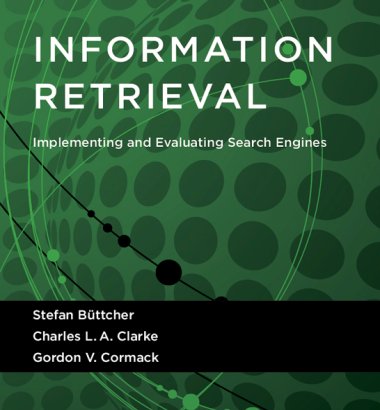 INFORMATION
RETRIEVAL
Implementing and Evaluating Search Engines
Stefan Büttcher
Charles L. A. Clarke
Gordon V. Cormack